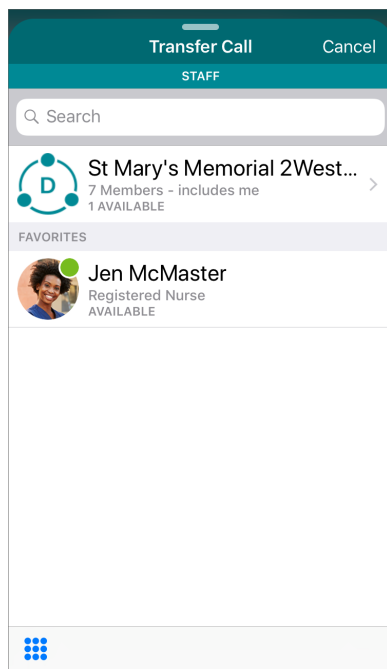 Transfer Call Cancel
STAFF
Search
D
St Mary's Memorial 2West...
7 Members - includes me
1 AVAILABLE
FAVORITES
Jen McMaster
Registered Nurse
AVAILABLE